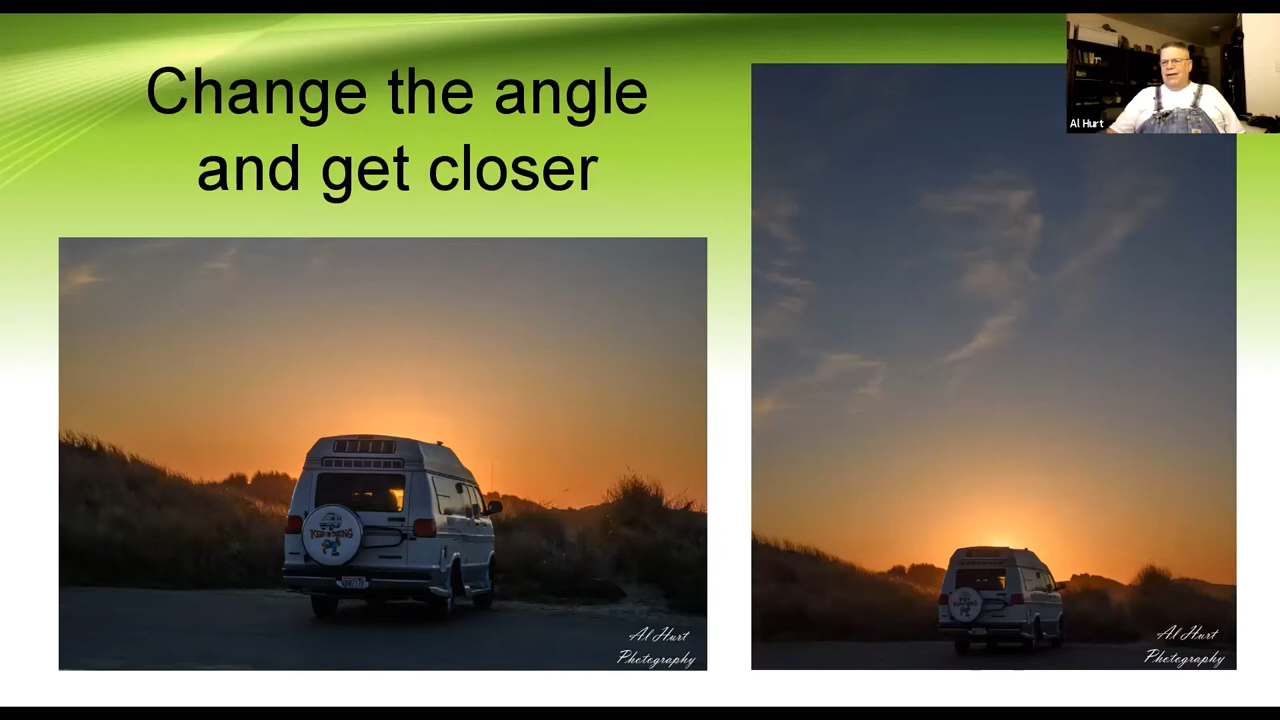 Change the angle
and get closer
Al Hurt
Al Hurt
Photography
Al Hurt
Photography